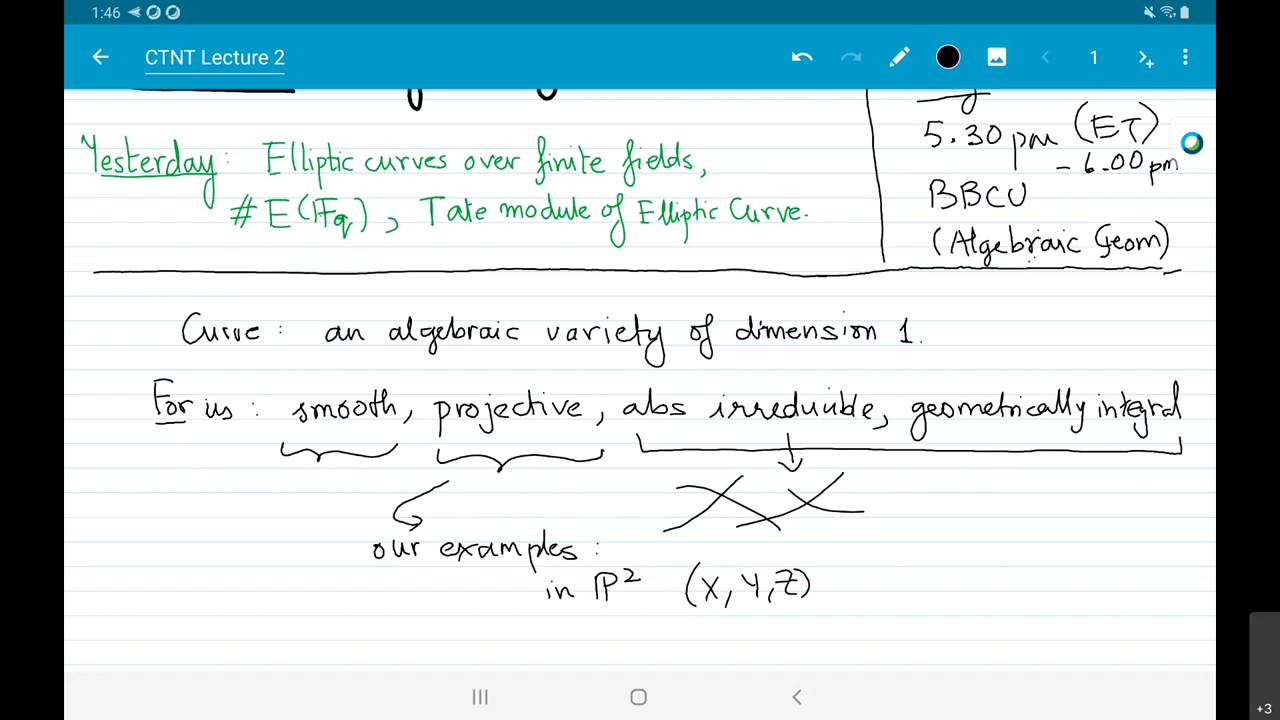 1:46
CTNT Lecture 2
1
5.30 pm (ET)
- 6.00 pm
BBCU
(Algebraic Geom)
Yesterday: Elliptic curves over finite fields,
# E(𝔽q), Tate module of Elliptic Curve.
Curve: an algebraic variety of dimension 1.
For us: smooth, projective, abs irreducible, geometrically integral
our examples:
in ℙ² (X, Y, Z)
+3